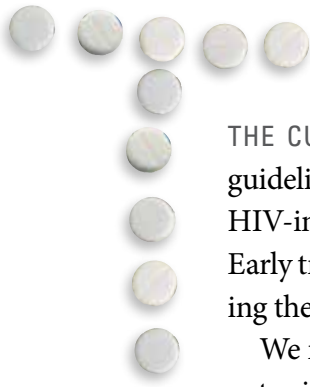 THE CU
guideli
HIV-in
Early tr
ing the
We